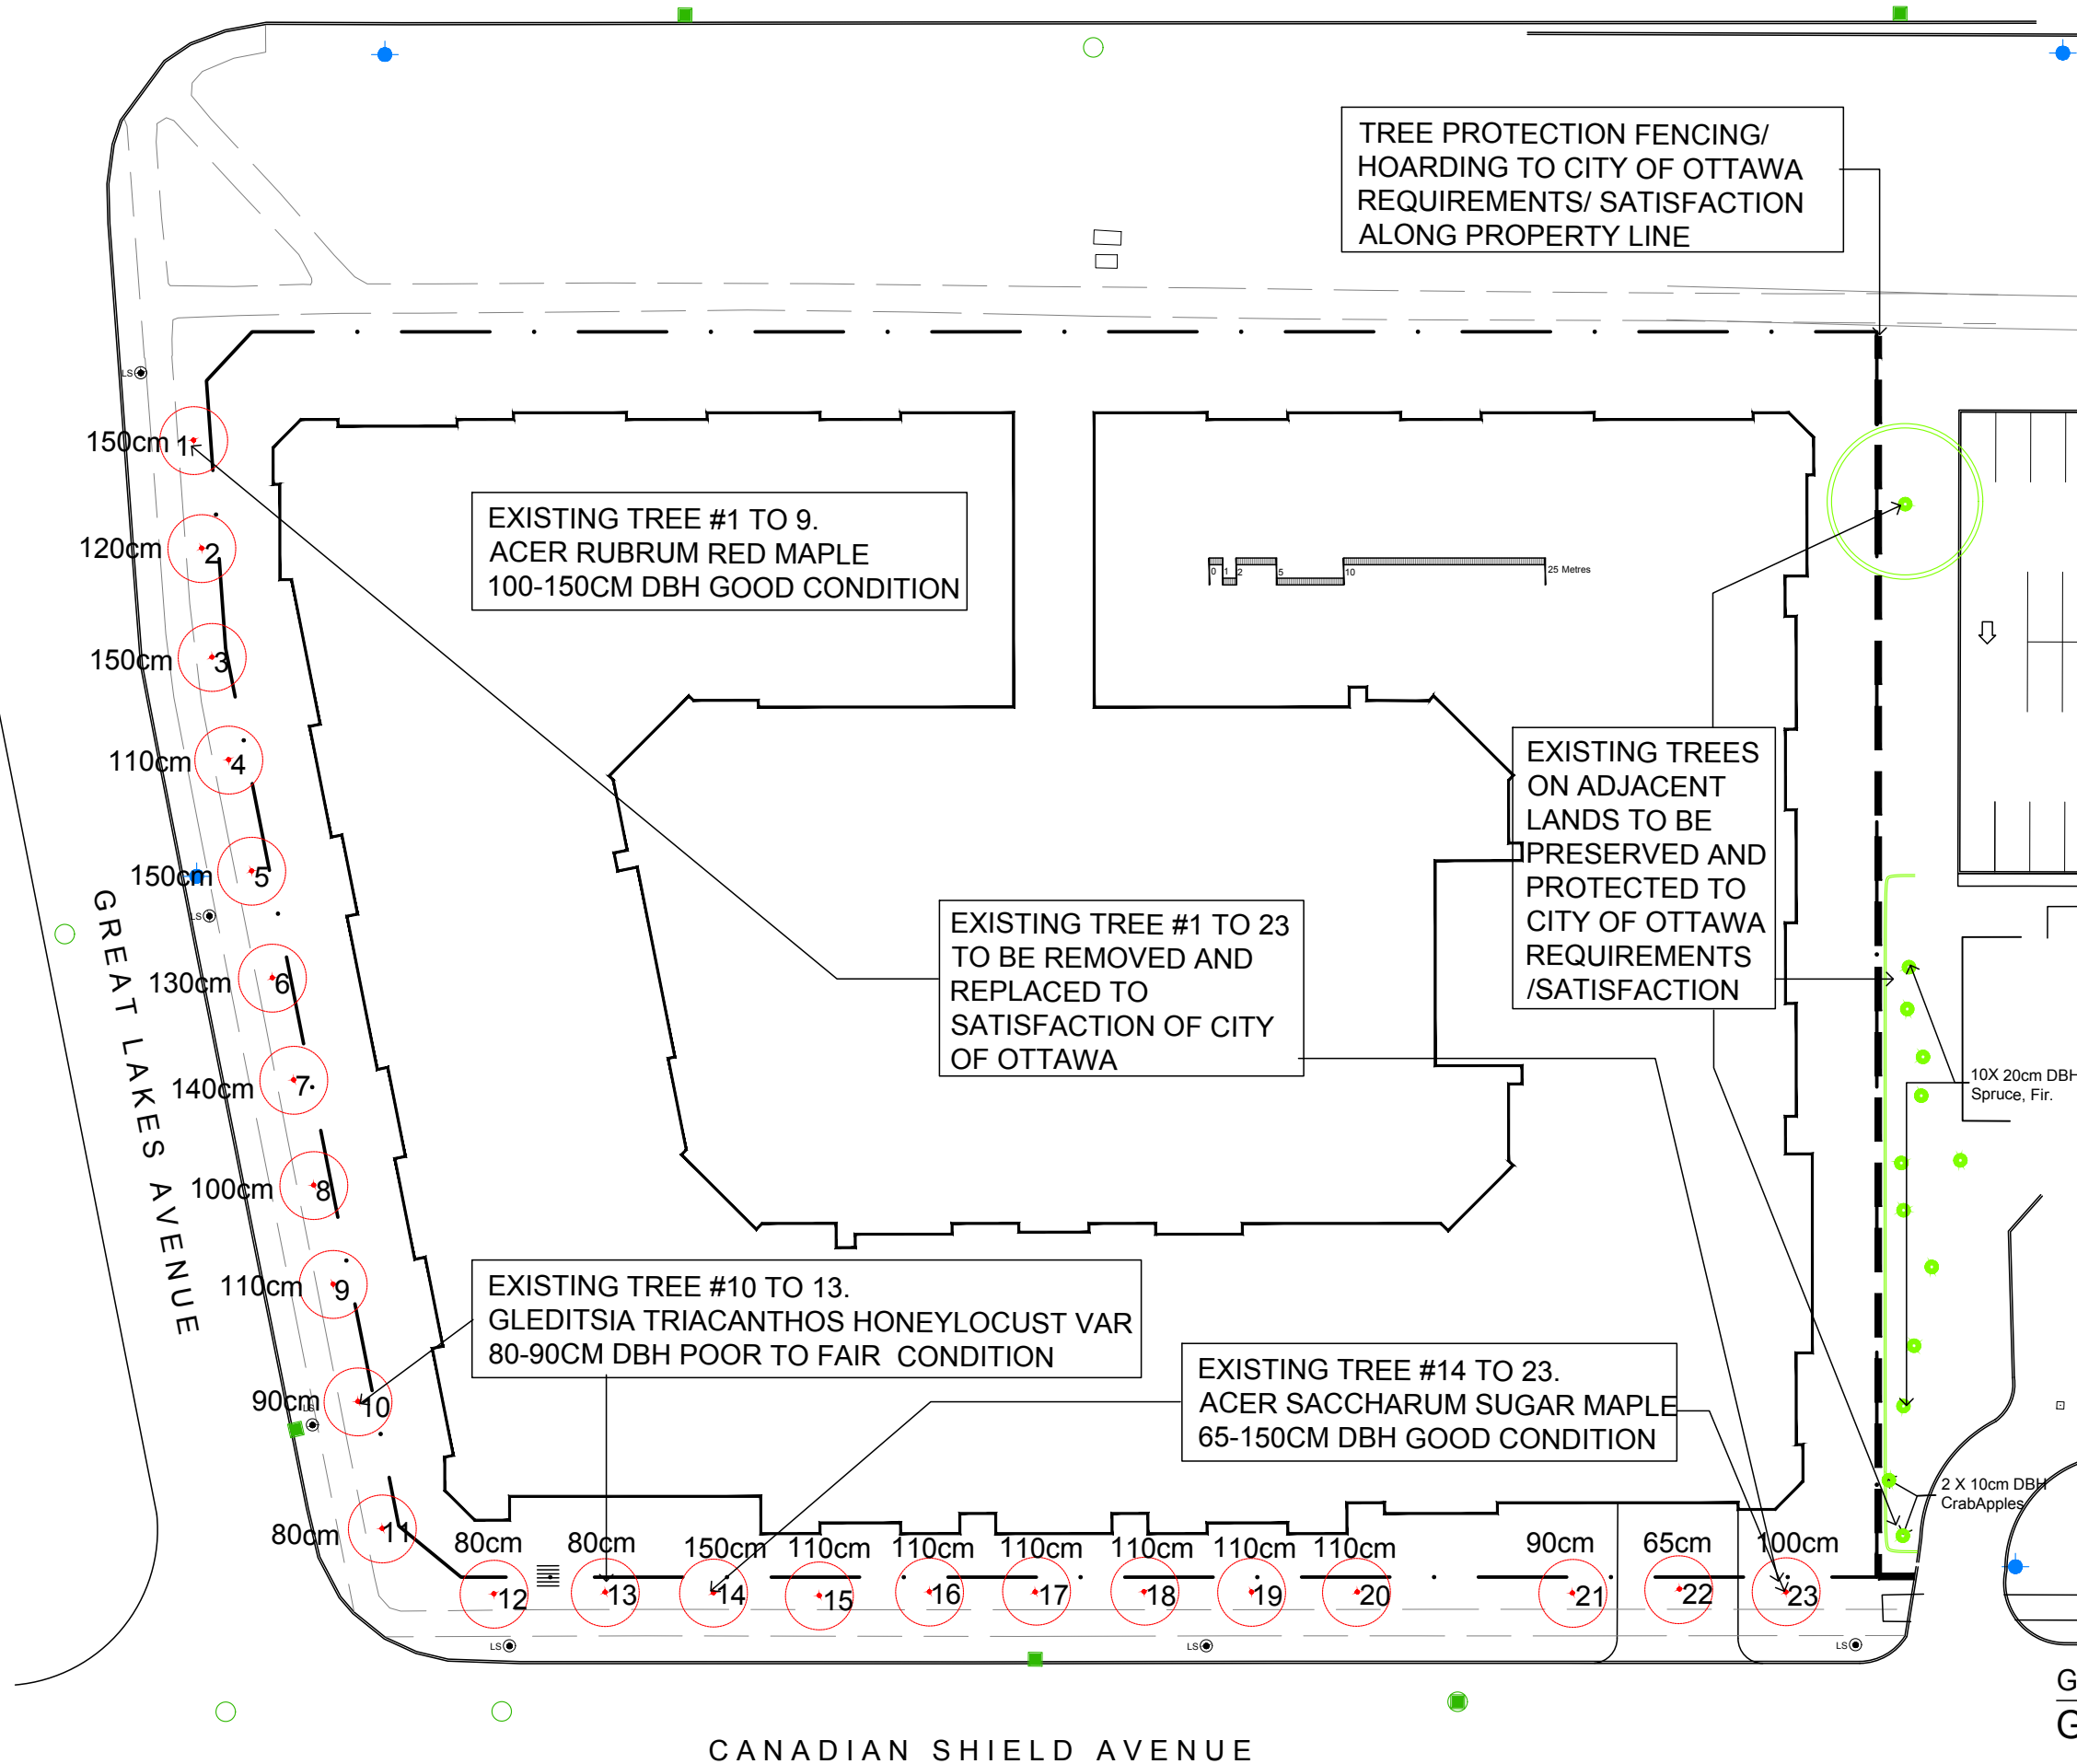 TREE PROTECTION FENCING/
HOARDING TO CITY OF OTTAWA
REQUIREMENTS/ SATISFACTION
ALONG PROPERTY LINE
LS
150cm
1
120cm
2
150cm
3
110cm
4
150cm
5
LS
130cm
6
140cm
7
100cm
8
110cm
9
90cm
LS
10
80cm
11
EXISTING TREE #1 TO 9.
ACER RUBRUM RED MAPLE
100-150CM DBH GOOD CONDITION
0 1 2 5 10 25 Metres
EXISTING TREES
ON ADJACENT
LANDS TO BE
PRESERVED AND
PROTECTED TO
CITY OF OTTAWA
REQUIREMENTS
/SATISFACTION
EXISTING TREE #1 TO 23
TO BE REMOVED AND
REPLACED TO
SATISFACTION OF CITY
OF OTTAWA
GREAT LAKES AVENUE
10X 20cm DBH
Spruce, Fir.
EXISTING TREE #10 TO 13.
GLEDITSIA TRIACANTHOS HONEYLOCUST VAR
80-90CM DBH POOR TO FAIR CONDITION
EXISTING TREE #14 TO 23.
ACER SACCHARUM SUGAR MAPLE
65-150CM DBH GOOD CONDITION
2 X 10cm DBH
CrabApples
80cm 80cm 150cm 110cm 110cm 110cm 110cm 110cm 110cm 90cm 65cm 100cm
12 13 14 15 16 17 18 19 20 21 22 23
LS LS LS
G
G
CANADIAN SHIELD AVENUE